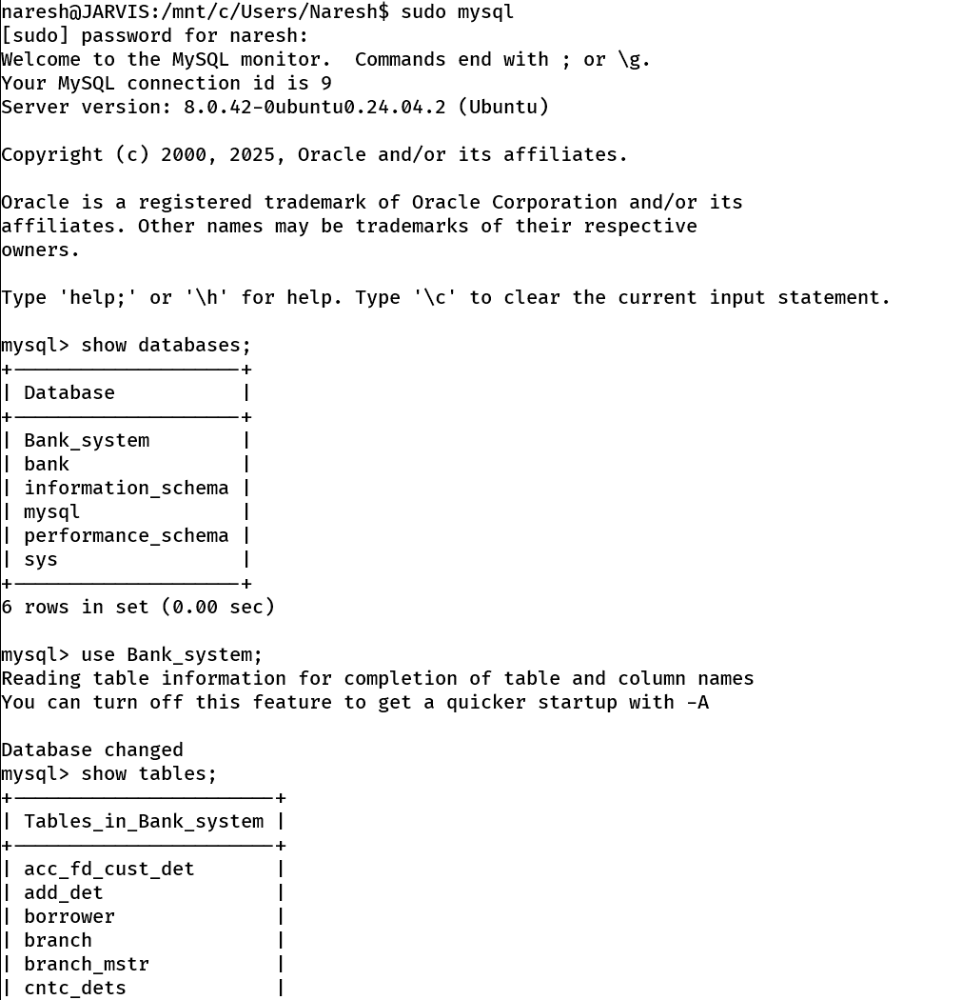 naresh@JARVIS:/mnt/c/Users/Naresh$ sudo mysql
[sudo] password for naresh:
Welcome to the MySQL monitor.  Commands end with ; or \g.
Your MySQL connection id is 9
Server version: 8.0.42-0ubuntu0.24.04.2 (Ubuntu)

Copyright (c) 2000, 2025, Oracle and/or its affiliates.

Oracle is a registered trademark of Oracle Corporation and/or its
affiliates. Other names may be trademarks of their respective
owners.

Type 'help;' or '\h' for help. Type '\c' to clear the current input statement.

mysql> show databases;
+--------------------+
| Database           |
+--------------------+
| Bank_system        |
| bank               |
| information_schema |
| mysql              |
| performance_schema |
| sys                |
+--------------------+
6 rows in set (0.00 sec)

mysql> use Bank_system;
Reading table information for completion of table and column names
You can turn off this feature to get a quicker startup with -A

Database changed
mysql> show tables;
+-----------------------+
| Tables_in_Bank_system |
+-----------------------+
| acc_fd_cust_det       |
| add_det               |
| borrower              |
| branch                |
| branch_mstr           |
| cntc_dets             |